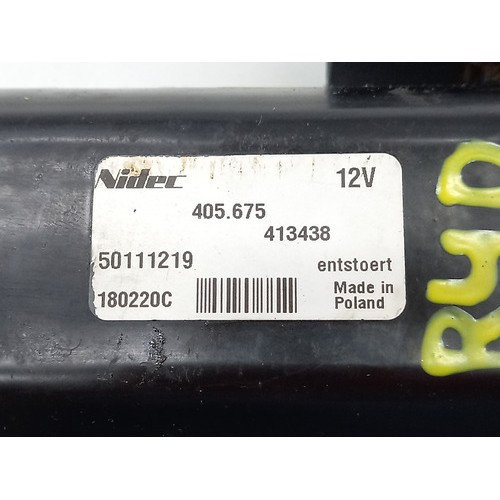 Nidec 12V
405.675
413438
50111219 entstoert
180220C Made in
Poland
R4D